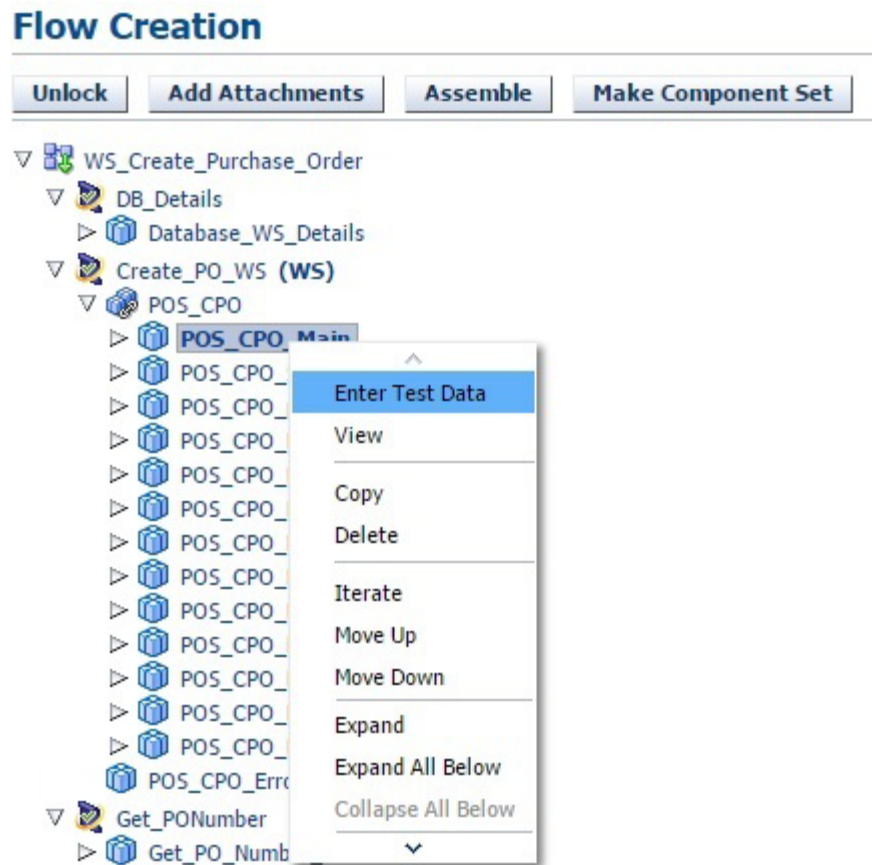 Flow Creation
Unlock Add Attachments Assemble Make Component Set
WS_Create_Purchase_Order
DB_Details
Database_WS_Details
Create_PO_WS (WS)
POS_CPO
POS_CPO_Main
POS_CPO_
POS_CPO_
POS_CPO_
POS_CPO_
POS_CPO_
POS_CPO_
POS_CPO_
POS_CPO_
POS_CPO_
POS_CPO_
POS_CPO_
POS_CPO_
POS_CPO_Erro
Get_PONumber
Get_PO_Numb
Enter Test Data
View
Copy
Delete
Iterate
Move Up
Move Down
Expand
Expand All Below
Collapse All Below